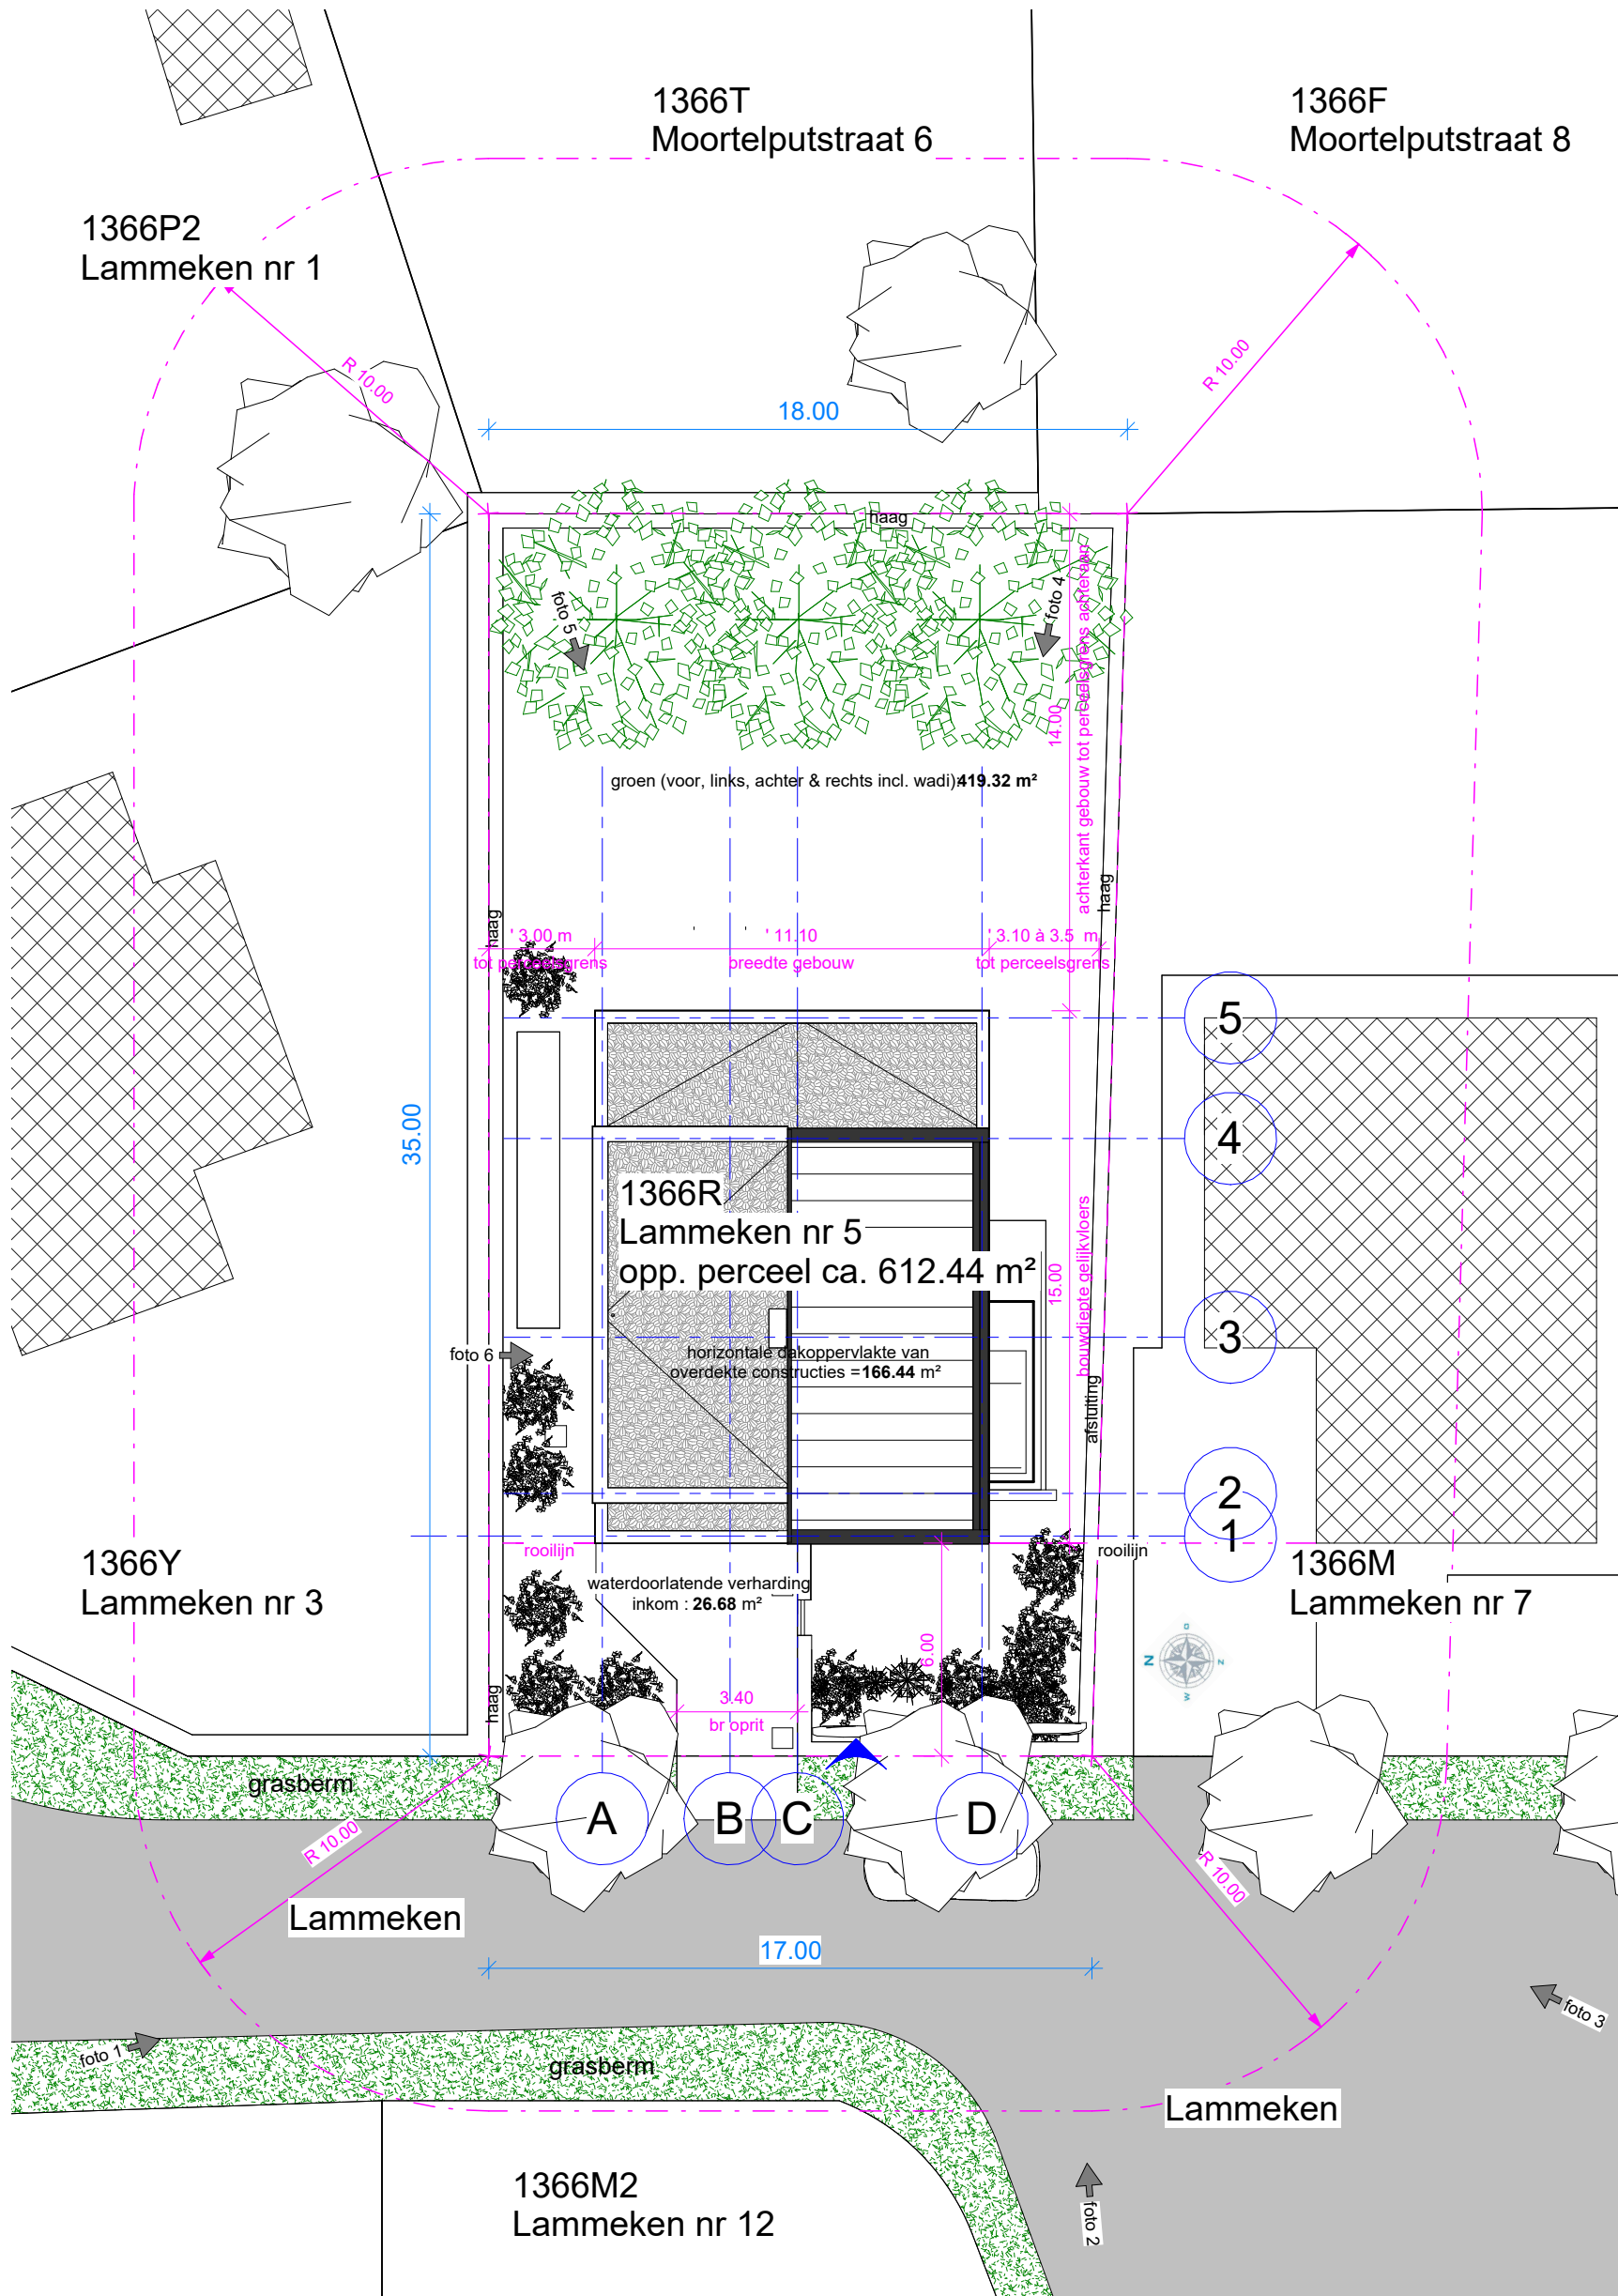 1366T
Moortelputstraat 6
1366F
Moortelputstraat 8
1366P2
Lammeken nr 1
R 10.00
R 10.00
18.00
haag
foto 5
foto 4
14.00
achterkant gebouw tot perceelsgrens achteraan
groen (voor, links, achter & rechts incl. wadi): 419.32 m²
haag
haag
3.00 m
tot perceelsgrens
11.10
breedte gebouw
3.10 à 3.5 m
tot perceelsgrens
5
4
35.00
1366R
Lammeken nr 5
opp. perceel ca. 612.44 m²
15.00
bouwdiepte gelijkvloers
3
foto 6
horizontale dakoppervlakte van
overdekte constructies = 166.44 m²
afsluiting
2
1
rooilijn
rooilijn
1366Y
Lammeken nr 3
waterdoorlatende verharding
inkom : 26.68 m²
1366M
Lammeken nr 7
6.00
O
N
Z
W
haag
3.40
br oprit
grasberm
A
B
C
D
R 10.00
R 10.00
Lammeken
17.00
foto 3
foto 1
grasberm
Lammeken
foto 2
1366M2
Lammeken nr 12